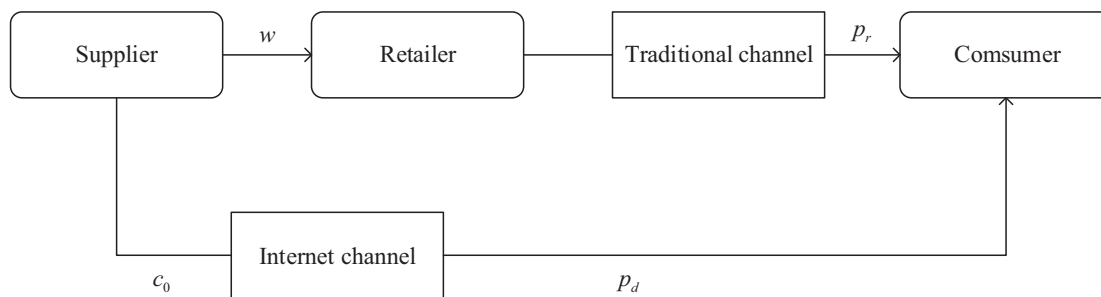 Supplier
w
Retailer
Traditional channel
p_r
Comsumer
Internet channel
c_0
p_d